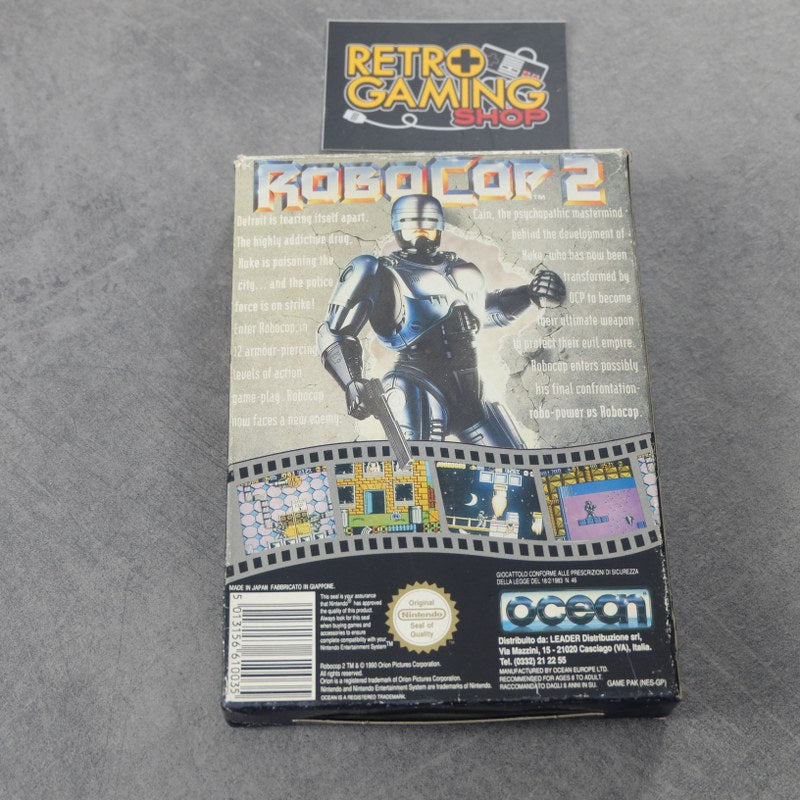 RETRO
GAMING
SHOP
ROBOCOP 2™
Detroit is tearing itself apart.
The highly addictive drug,
Nuke is poisoning the
city... and the police
force is on strike!
Enter Robocop, in
12 armour-piercing
levels of action
game-play. Robocop
now faces a new enemy:
Cain, the psychopathic mastermind
behind the development of
Nuke, who has now been
transformed by
OCP to become
their ultimate weapon
to protect their evil empire.
Robocop enters possibly
his final confrontation-
robo-power vs Robocop.
MADE IN JAPAN FABBRICATO IN GIAPPONE.
5 013156 610035
This seal is your assurance
that Nintendo® has approved
the quality of this product.
Always look for this seal
when buying games and
accessories to ensure
complete compatibility with your
Nintendo Entertainment System™
Original
Nintendo
Seal of
Quality
Robocop 2 TM & © 1990 Orion Pictures Corporation.
All rights reserved.
Orion is a registered trademark of Orion Pictures Corporation.
Nintendo and Nintendo Entertainment System are trademarks of Nintendo.
OCEAN IS A REGISTERED TRADEMARK
GIOCATTOLO CONFORME ALLE PRESCRIZIONI DI SICUREZZA
DELLA LEGGE DEL 18/2/1983 N. 46
ocean
Distribuito da: LEADER Distribuzione srl,
Via Mazzini, 15 - 21020 Casciago (VA), Italia.
Tel. (0332) 21 22 55
MANUFACTURED BY OCEAN EUROPE LTD.
RECOMMENDED FOR AGES 6 TO ADULT.
RACCOMANDATO DAGLI 6 ANNI IN SU.
GAME PAK (NES-GP)